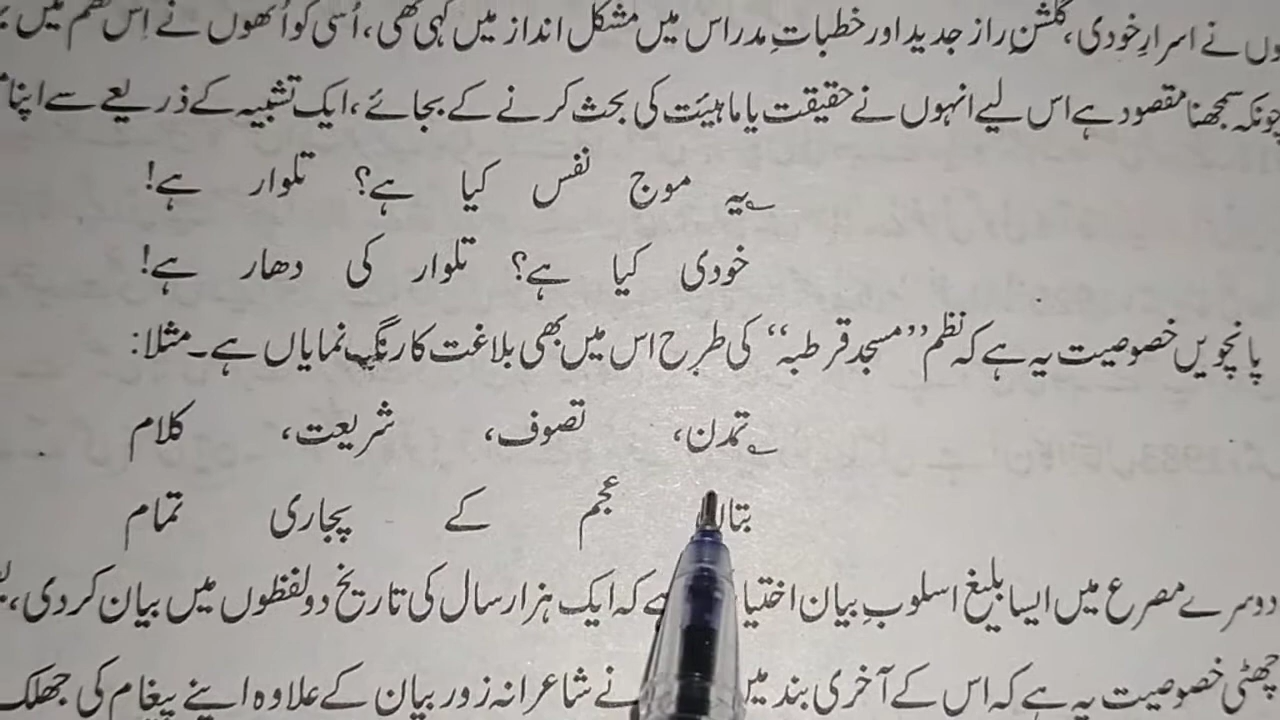 نے اسرارِ خودی، گلشنِ راز جدید اور خطباتِ مدراس میں مشکل انداز میں کہی تھی، اُسی کو اُنھوں نے اِس نظم میں
چونکہ سمجھنا مقصود ہے اس لیے انہوں نے حقیقت یا ماہیئت کی بحث کرنے کے بجائے، ایک تشبیہ کے ذریعے سے اپنا
یہ موج نفس کیا ہے؟ تلوار ہے!
خودی کیا ہے؟ تلوار کی دھار ہے!
پانچویں خصوصیت یہ ہے کہ نظم ’’مسجد قرطبہ‘‘ کی طرح اس میں بھی بلاغت کا رنگ نمایاں ہے۔ مثلا:
تمدن، تصوف، شریعت، کلام
عجم کے پجاری تمام
دوسرے مصرع میں ایسا بلیغ اسلوبِ بیان ہے کہ ایک ہزار سال کی تاریخ دو لفظوں میں بیان کر دی،
چھٹی خصوصیت یہ ہے کہ اس کے آخری بند میں نے شاعرانہ زور بیان کے علاوہ اپنے پیغام کی جھلک